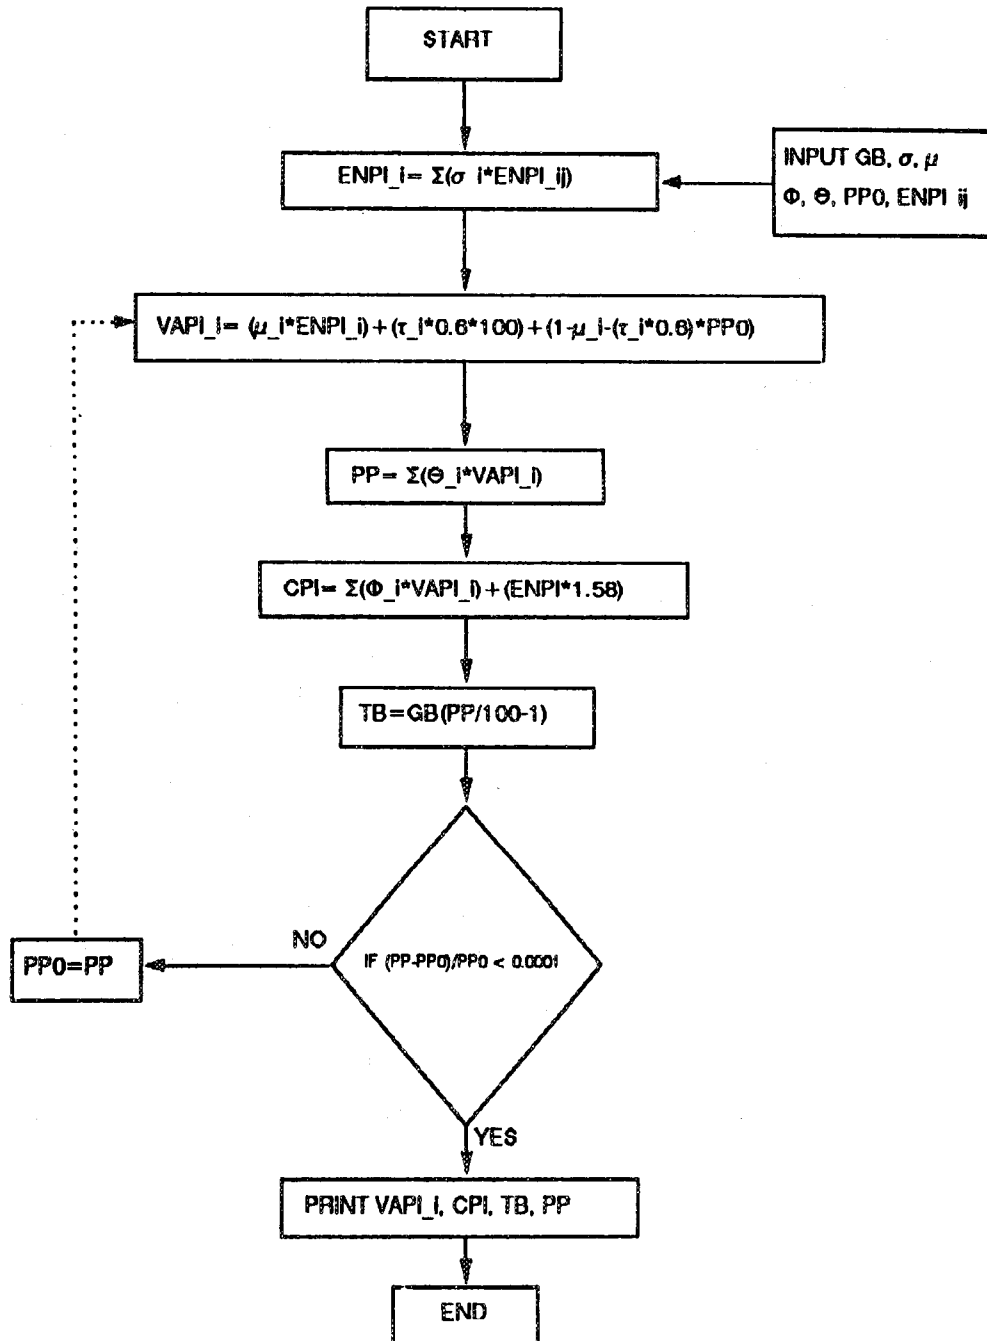 START
ENPI_i= Σ(σ i*ENPI_ij)
INPUT GB, σ, μ
Φ, Θ, PP0, ENPI ij
VAPI_i= (μ_i*ENPI_i)+(τ_i*0.6*100)+(1-μ_i-(τ_i*0.6)*PP0)
PP= Σ(Θ_i*VAPI_i)
CPI= Σ(Φ_i*VAPI_i)+(ENPI*1.58)
TB=GB(PP/100-1)
IF (PP-PP0)/PP0 < 0.0001
NO
PP0=PP
YES
PRINT VAPI_i, CPI, TB, PP
END